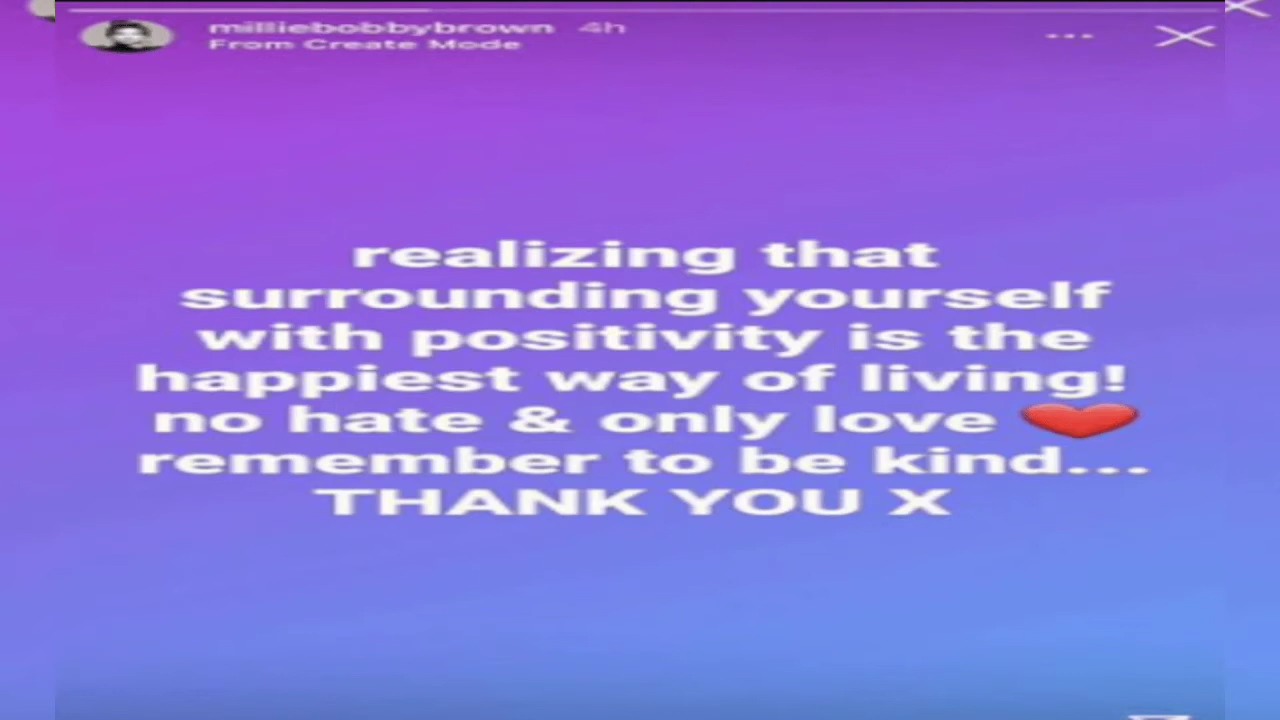 milliebobbybrown 4h
From Create Mode
realizing that
surrounding yourself
with positivity is the
happiest way of living!
no hate & only love ❤️
remember to be kind...
THANK YOU X